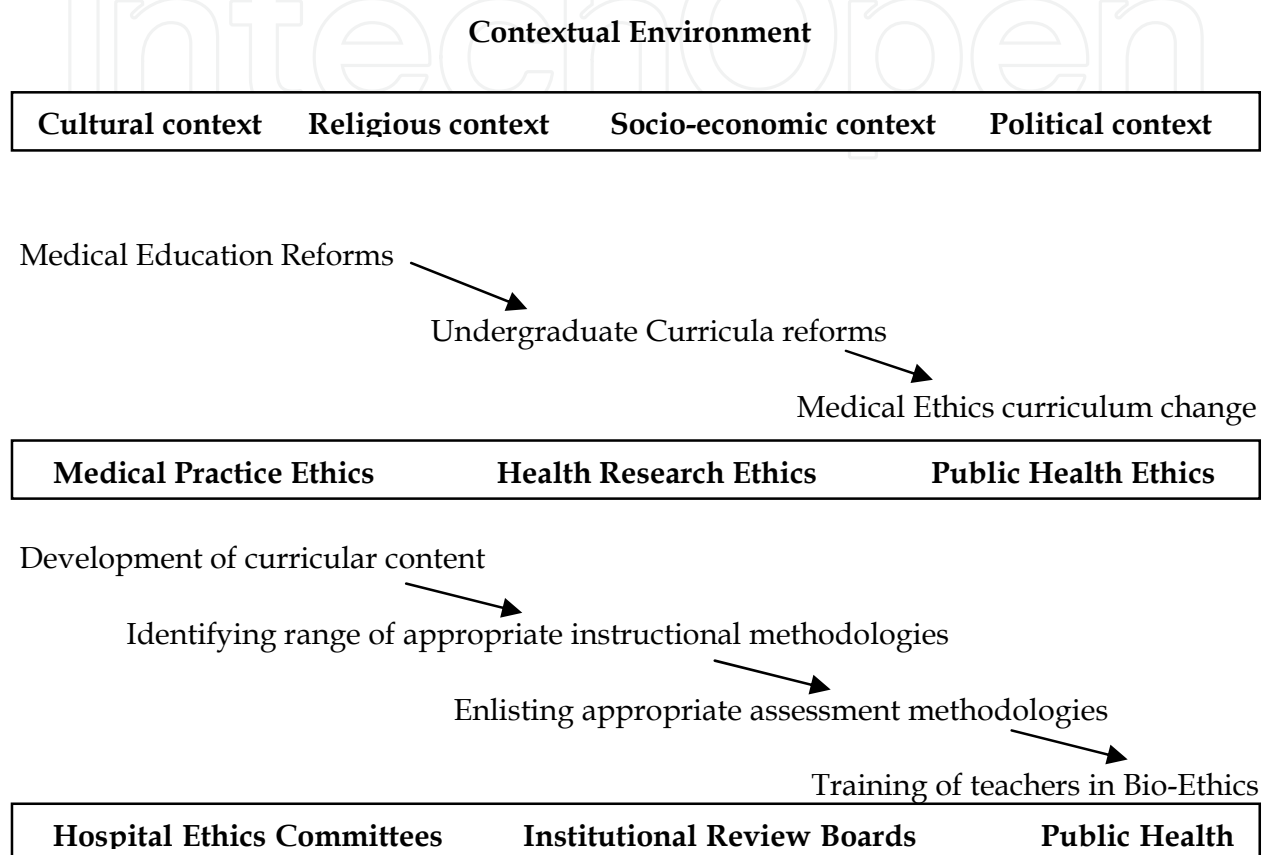 IntechOpen
Contextual Environment
Cultural context Religious context Socio-economic context Political context
Medical Education Reforms
Undergraduate Curricula reforms
Medical Ethics curriculum change
Medical Practice Ethics Health Research Ethics Public Health Ethics
Development of curricular content
Identifying range of appropriate instructional methodologies
Enlisting appropriate assessment methodologies
Training of teachers in Bio-Ethics
Hospital Ethics Committees Institutional Review Boards Public Health